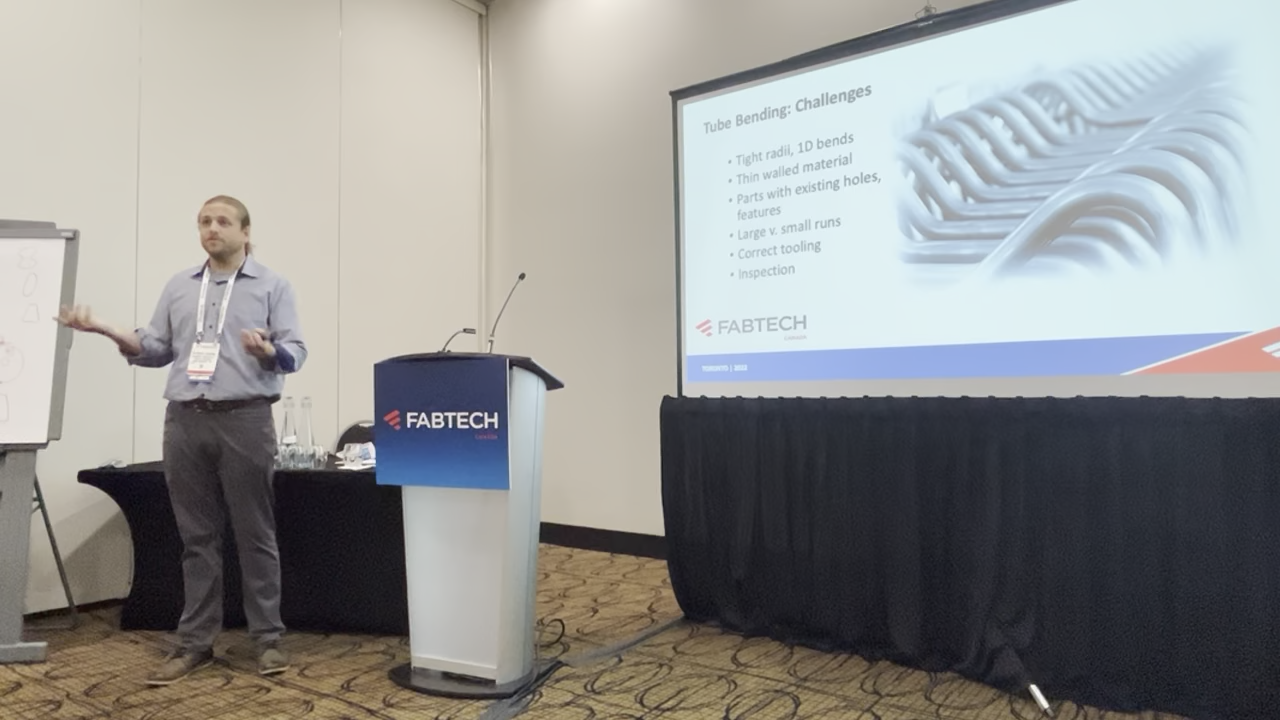 Tube Bending: Challenges
• Tight radii, 1D bends
• Thin walled material
• Parts with existing holes,
features
• Large v. small runs
• Correct tooling
• Inspection
FABTECH
FABTECH